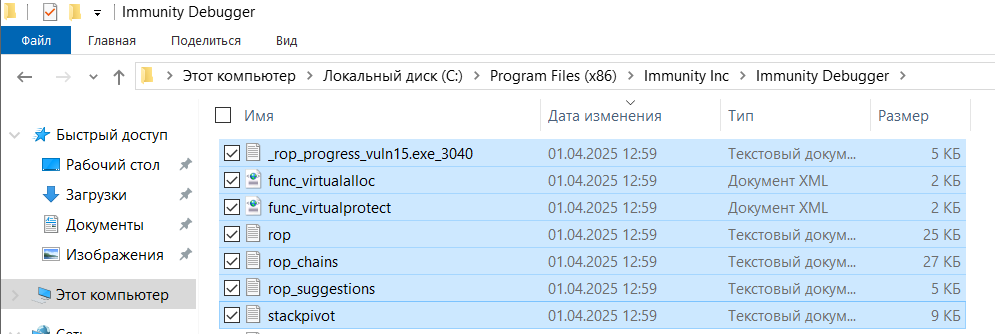 Immunity Debugger
Файл Главная Поделиться Вид
Этот компьютер Локальный диск (C:) Program Files (x86) Immunity Inc Immunity Debugger
Имя Дата изменения Тип Размер
Быстрый доступ
Рабочий стол
Загрузки
Документы
Изображения
Этот компьютер
Сеть
_rop_progress_vuln15.exe_3040 01.04.2025 12:59 Текстовый докум... 5 КБ
func_virtualalloc 01.04.2025 12:59 Документ XML 2 КБ
func_virtualprotect 01.04.2025 12:59 Документ XML 2 КБ
rop 01.04.2025 12:59 Текстовый докум... 25 КБ
rop_chains 01.04.2025 12:59 Текстовый докум... 27 КБ
rop_suggestions 01.04.2025 12:59 Текстовый докум... 5 КБ
stackpivot 01.04.2025 12:59 Текстовый докум... 9 КБ